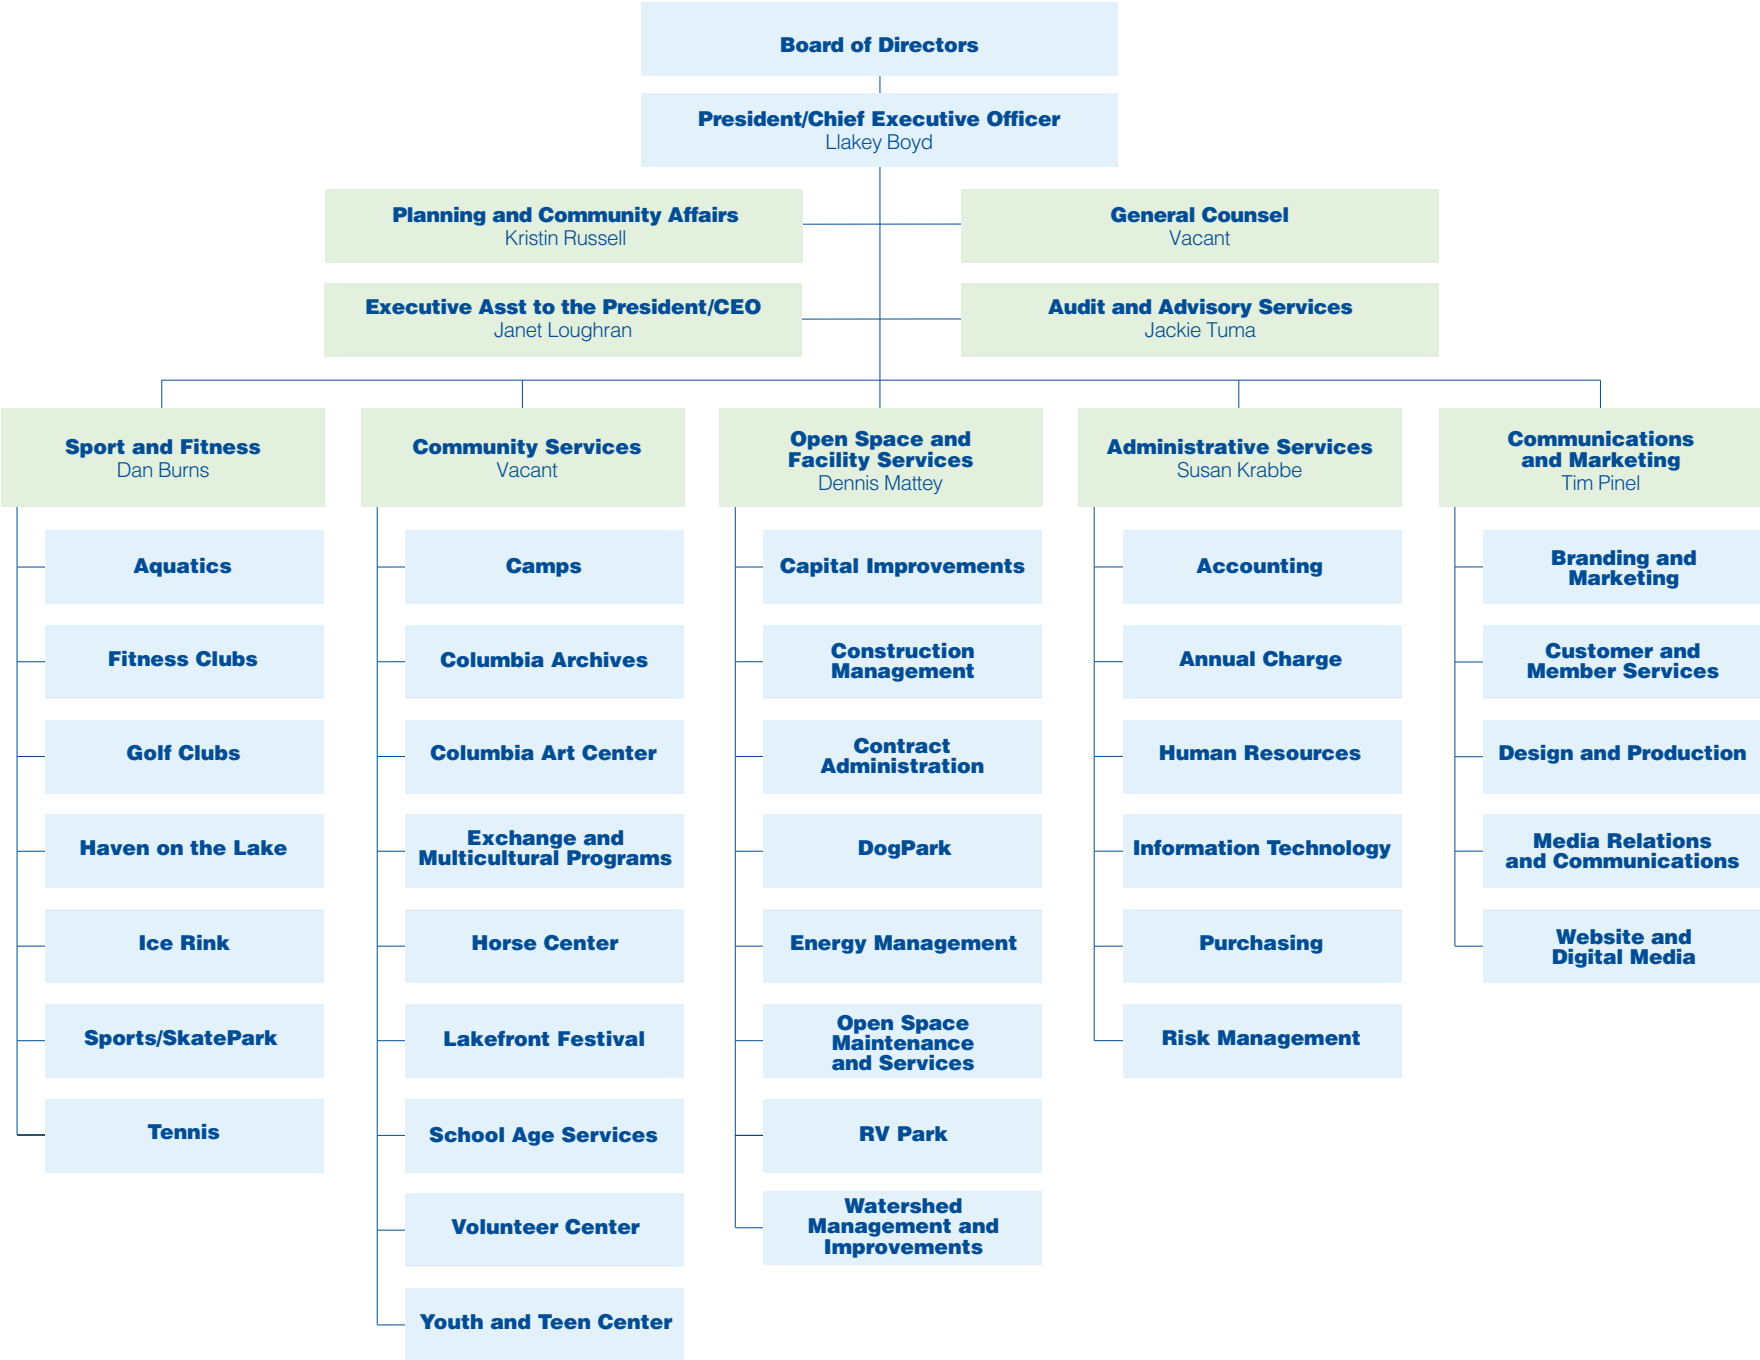 Board of Directors
President/Chief Executive Officer
Llakey Boyd
Planning and Community Affairs
Kristin Russell
General Counsel
Vacant
Executive Asst to the President/CEO
Janet Loughran
Audit and Advisory Services
Jackie Tuma
Sport and Fitness
Dan Burns
Aquatics
Fitness Clubs
Golf Clubs
Haven on the Lake
Ice Rink
Sports/SkatePark
Tennis
Community Services
Vacant
Camps
Columbia Archives
Columbia Art Center
Exchange and
Multicultural Programs
Horse Center
Lakefront Festival
School Age Services
Volunteer Center
Youth and Teen Center
Open Space and
Facility Services
Dennis Mattey
Capital Improvements
Construction
Management
Contract
Administration
DogPark
Energy Management
Open Space
Maintenance
and Services
RV Park
Watershed
Management and
Improvements
Administrative Services
Susan Krabbe
Accounting
Annual Charge
Human Resources
Information Technology
Purchasing
Risk Management
Communications
and Marketing
Tim Pinel
Branding and
Marketing
Customer and
Member Services
Design and Production
Media Relations
and Communications
Website and
Digital Media